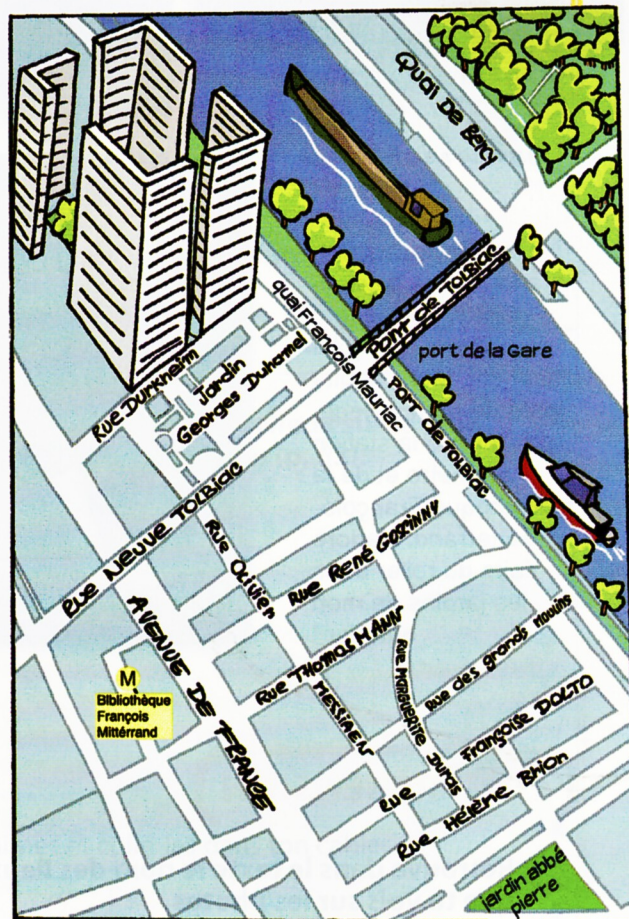 Quai de Bercy
Pont de Tolbiac
quai François Mauriac
port de la Gare
Port de Tolbiac
Rue Durkheim
Jardin
Georges Duhamel
Rue Neuve Tolbiac
Rue Olivier
Messiaen
Rue René Goscinny
Avenue de France
Rue Thomas Mann
Rue Marguerite Duras
Rue des grands moulins
M
Bibliothèque
François
Mittérrand
Rue Françoise Dolto
Rue Hélène Brion
jardin abbé
pierre